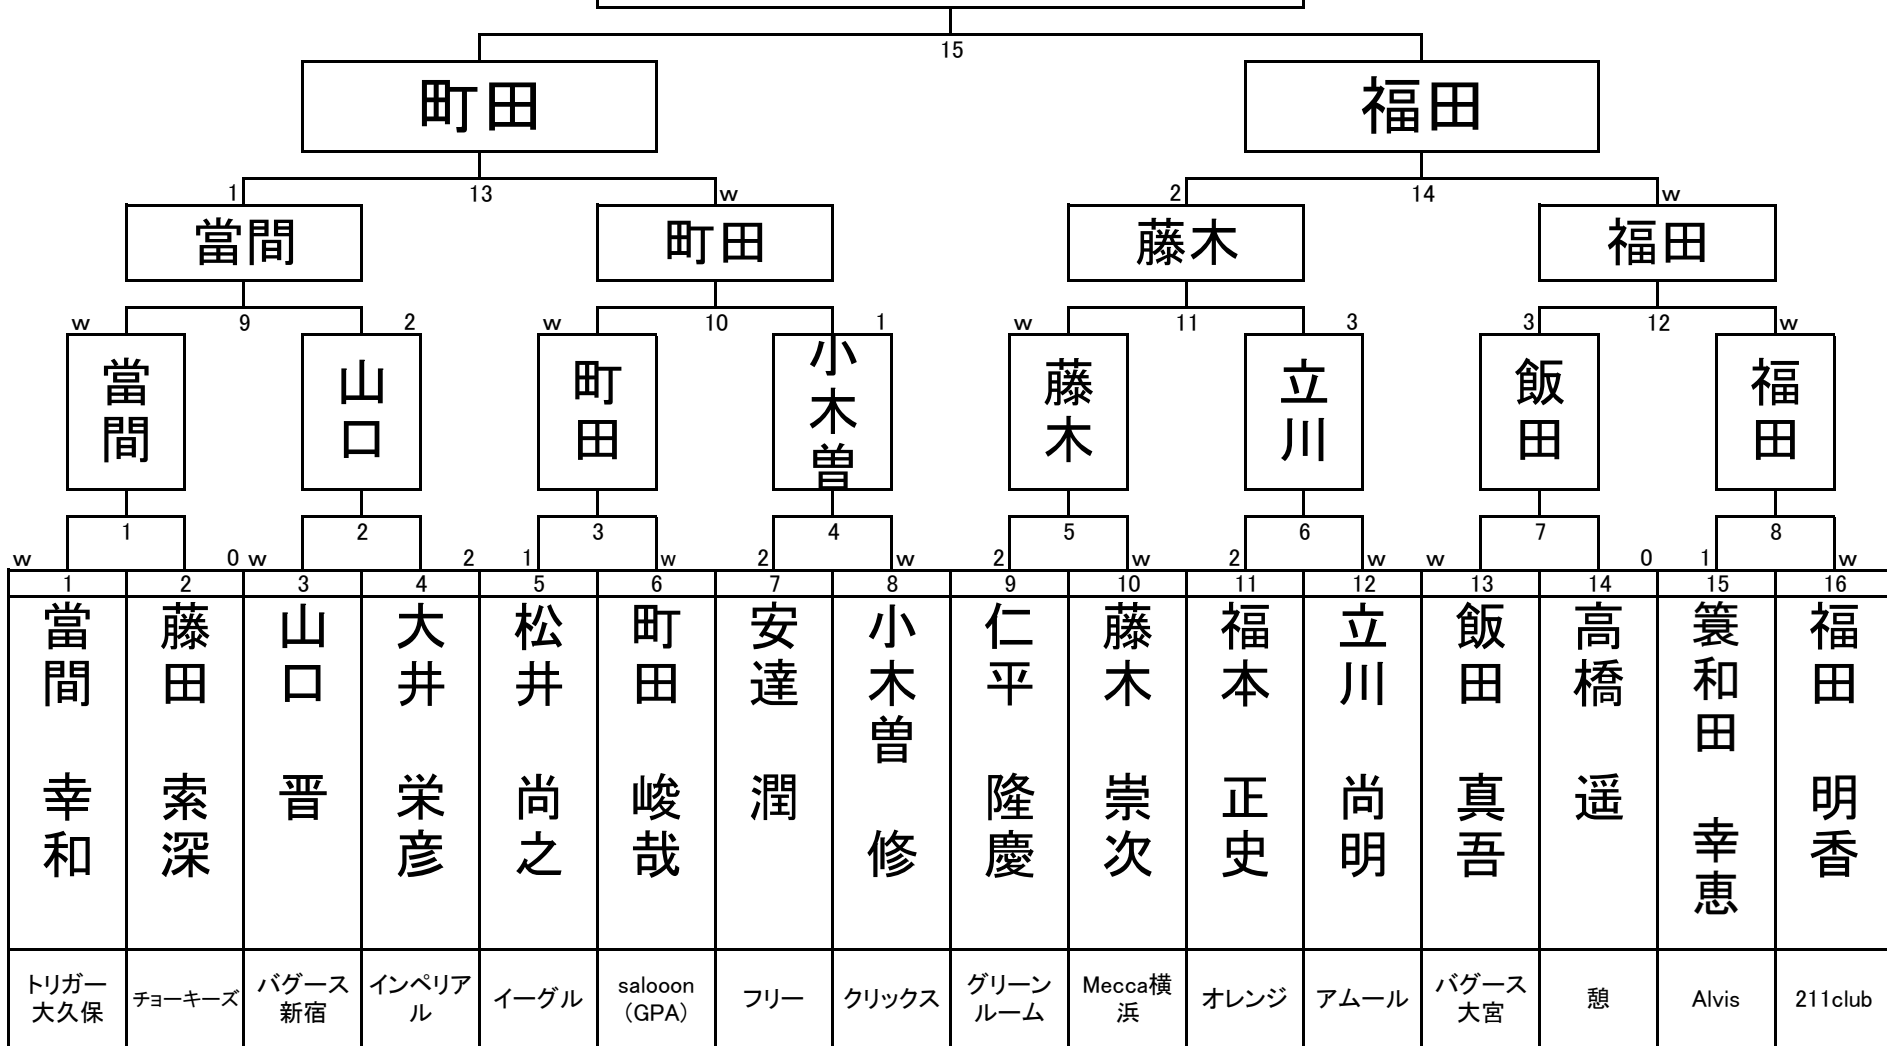 15
町田
福田
1 13 w 2 14 w
當間
町田
藤木
福田
w 9 2 w 10 1 w 11 3 3 12 w
當間
山口
町田
小木曽
藤木
立川
飯田
福田
1 2 3 4 5 6 7 8
w 0 w 2 1 w 2 w 2 w 2 w w 0 1 w
1 2 3 4 5 6 7 8 9 10 11 12 13 14 15 16
當間 幸和
藤田 索深
山口 晋
大井 栄彦
松井 尚之
町田 峻哉
安達 潤
小木曽 修
仁平 隆慶
藤木 崇次
福本 正史
立川 尚明
飯田 真吾
高橋 遥
簑和田 幸恵
福田 明香
トリガー
大久保
チョーキーズ
バグース
新宿
インペリア
ル
イーグル
salooon
(GPA)
フリー
クリックス
グリーン
ルーム
Mecca横
浜
オレンジ
アムール
バグース
大宮
憩
Alvis
211club